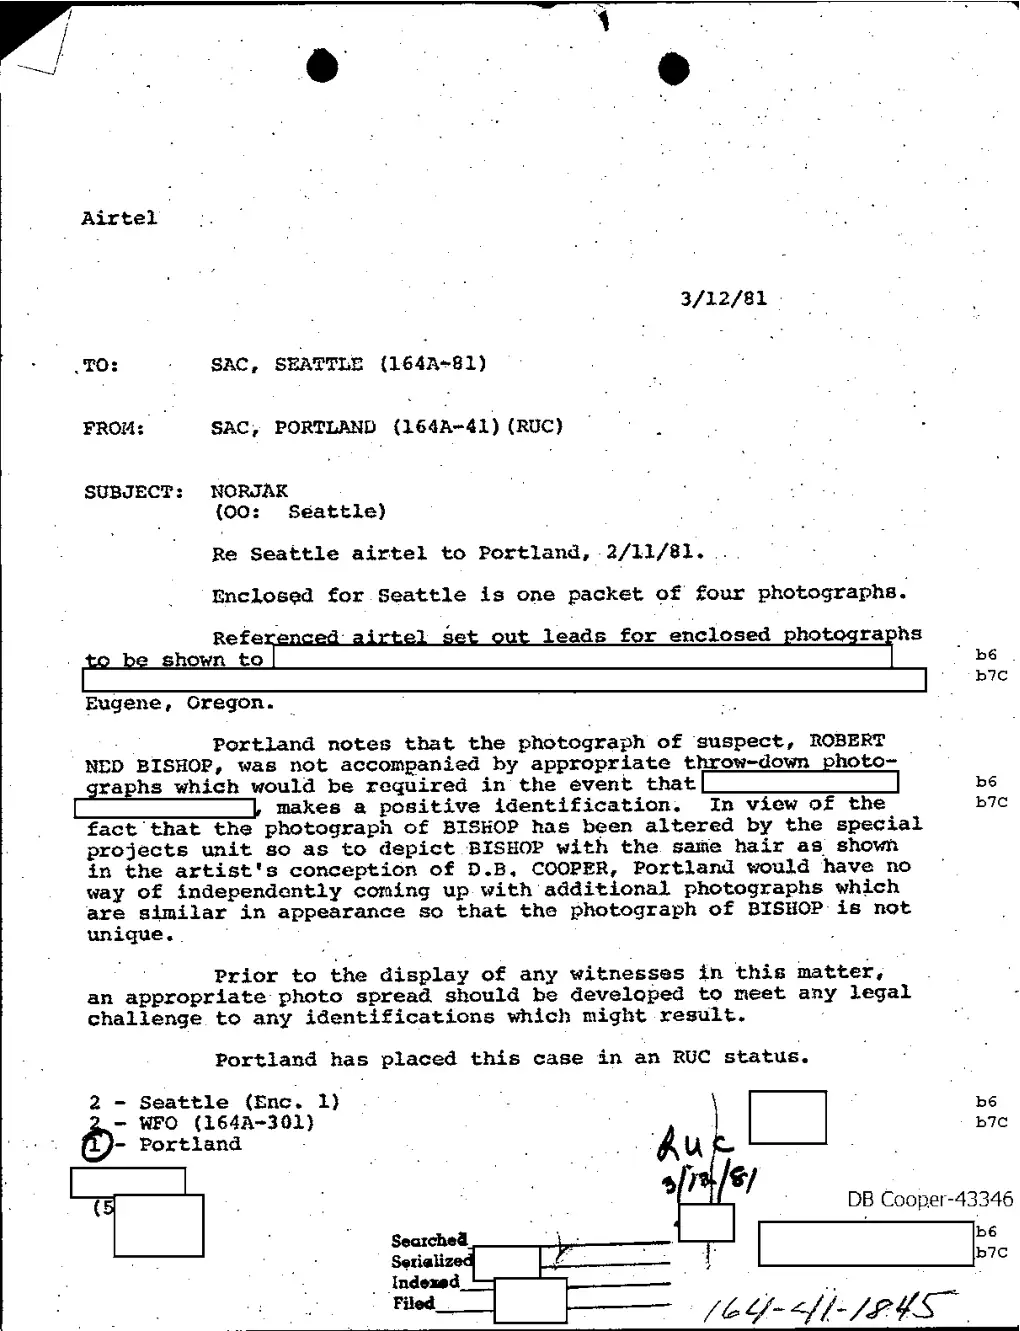 Airtel
3/12/81
TO: SAC, SEATTLE (164A-81)
FROM: SAC, PORTLAND (164A-41)(RUC)
SUBJECT: NORJAK
(OO: Seattle)
Re Seattle airtel to Portland, 2/11/81.
Enclosed for Seattle is one packet of four photographs.
Referenced airtel set out leads for enclosed photographs
to be shown to
b6
b7C
Eugene, Oregon.
Portland notes that the photograph of suspect, ROBERT
NED BISHOP, was not accompanied by appropriate throw-down photo-
graphs which would be required in the event that
b6
, makes a positive identification. In view of the
b7C
fact that the photograph of BISHOP has been altered by the special
projects unit so as to depict BISHOP with the same hair as shown
in the artist's conception of D.B. COOPER, Portland would have no
way of independently coming up with additional photographs which
are similar in appearance so that the photograph of BISHOP is not
unique.
Prior to the display of any witnesses in this matter,
an appropriate photo spread should be developed to meet any legal
challenge to any identifications which might result.
Portland has placed this case in an RUC status.
2 - Seattle (Enc. 1)
b6
2 - WFO (164A-301)
b7C
1 - Portland
RUC
3/12/81
(5
DB Cooper-43346
b6
b7C
Searched
Serialized
Indexed
Filed
164-41-1845